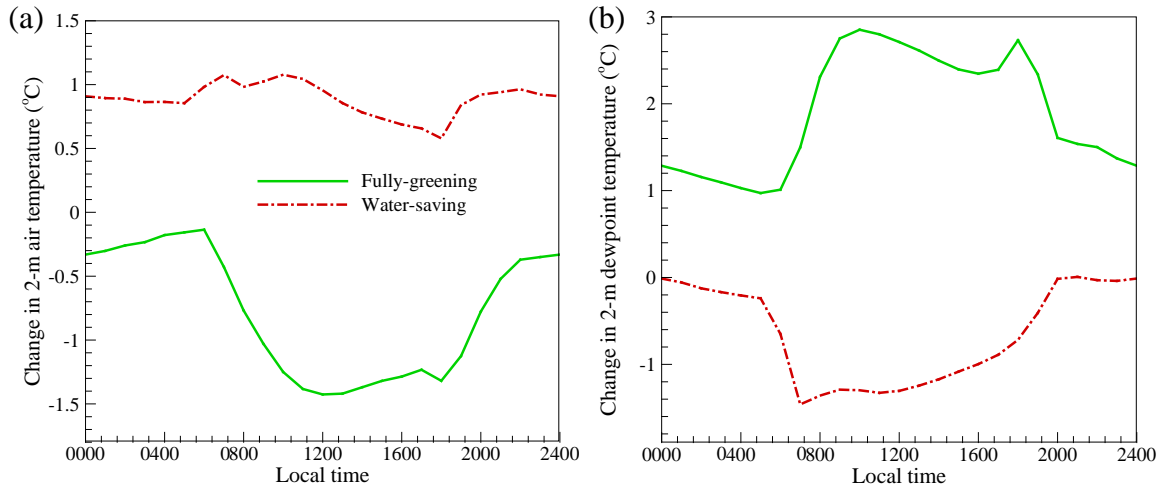 (a)
Change in 2-m air temperature (°C)
1.5
1
0.5
0
-0.5
-1
-1.5
Fully-greening
Water-saving
0000 0400 0800 1200 1600 2000 2400
Local time
(b)
Change in 2-m dewpoint temperature (°C)
3
2
1
0
-1
0000 0400 0800 1200 1600 2000 2400
Local time